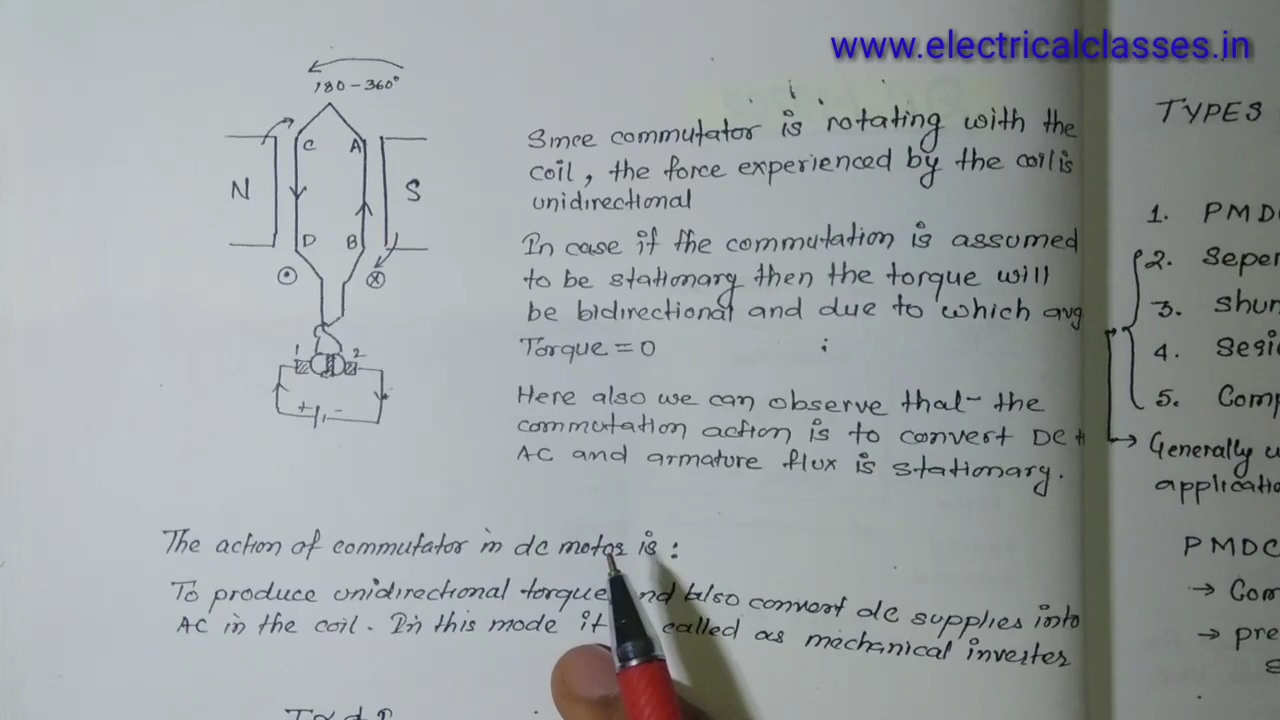 www.electricalclasses.in
180-360°
C A
N S
D B
1 2
+ -
Since commutator is rotating with the
coil, the force experienced by the coil is
unidirectional
In case if the commutation is assumed
to be stationary then the torque will
be bidirectional and due to which avg
Torque = 0
Here also we can observe that the
commutation action is to convert DC t
AC and armature flux is stationary.
The action of commutator in dc motor is:
To produce unidirectional torque nd also convert dc supplies into
AC in the coil. In this mode it called as mechanical inverter
TYPES
1. PMDC
2. Seper
3. Shun
4. Seri
5. Comp
Generally u
applicatio
PMDC
→ Com
→ pre